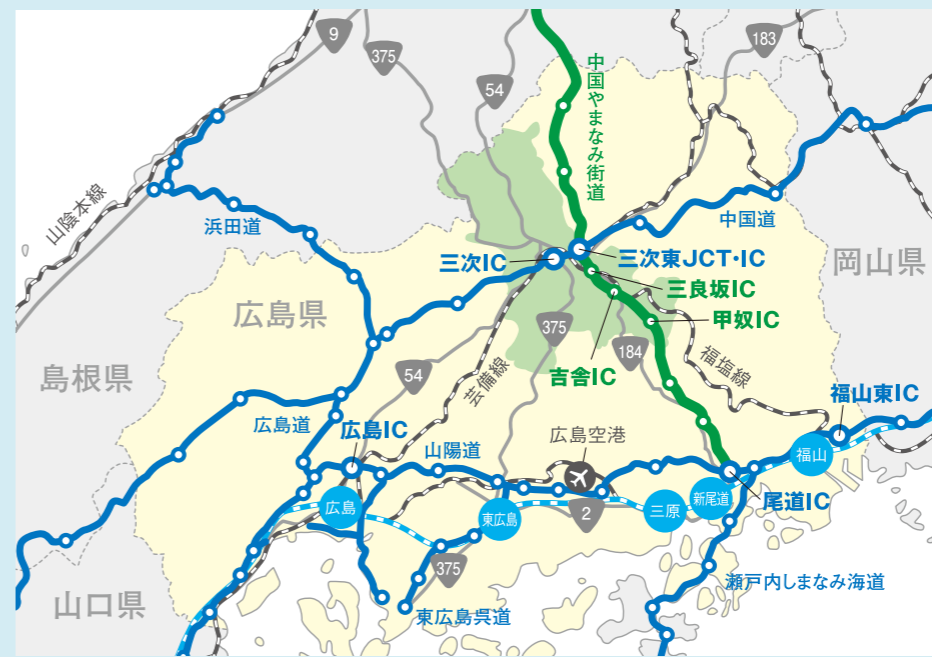 9
375
183
54
中国やまなみ街道
山陰本線
浜田道
中国道
三次IC
三次東JCT・IC
岡山県
三良坂IC
広島県
甲奴IC
375
島根県
54
芸備線
吉舎IC
184
福塩線
福山東IC
広島道
広島IC
山陽道
広島空港
福山
広島
東広島
2
三原
新尾道
尾道IC
375
山口県
東広島呉道
瀬戸内しまなみ海道